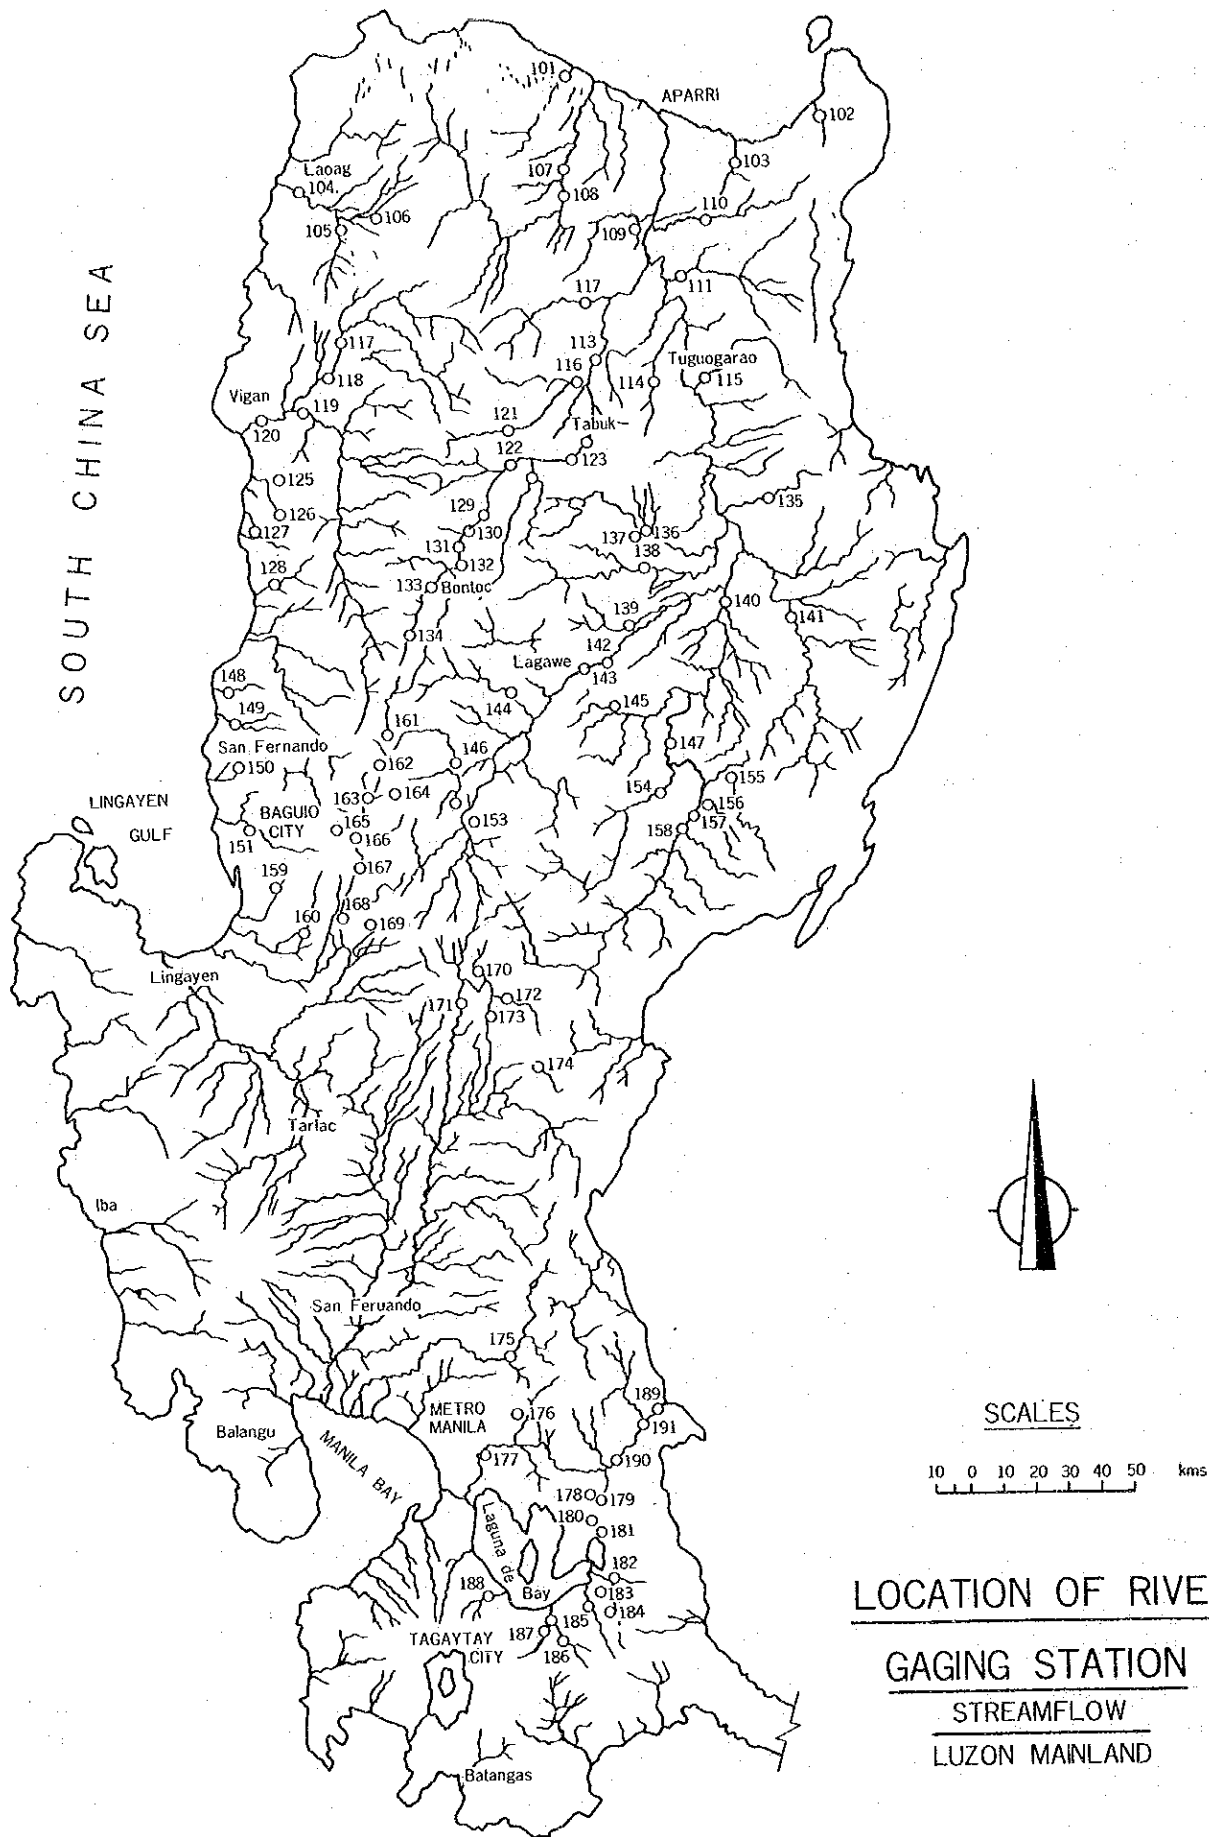 101
APARRI
102
103
107
Laoag
104
108
106
105
110
109
111
117
117
113
116
Tuguogarao
114
115
118
Vigan
119
120
121
Tabuk
122
123
125
129
135
126
127
130
136
137
131
138
132
128
133
Bontoc
139
140
141
134
142
Lagawe
143
148
144
145
149
161
147
San Fernando
146
150
162
155
LINGAYEN
GULF
163
164
154
156
BAGUIO
CITY
165
153
157
151
166
158
167
159
168
160
169
Lingayen
170
172
171
173
174
Tarlac
Iba
San Feruando
175
METRO
MANILA
189
176
191
Balangu
MANILA BAY
177
190
178
179
180
181
Laguna de
Bay
182
188
183
185
184
187
186
TAGAYTAY
CITY
Batangas
SOUTH CHINA SEA
SCALES
10 0 10 20 30 40 50 kms
LOCATION OF RIVE
GAGING STATION
STREAMFLOW
LUZON MAINLAND